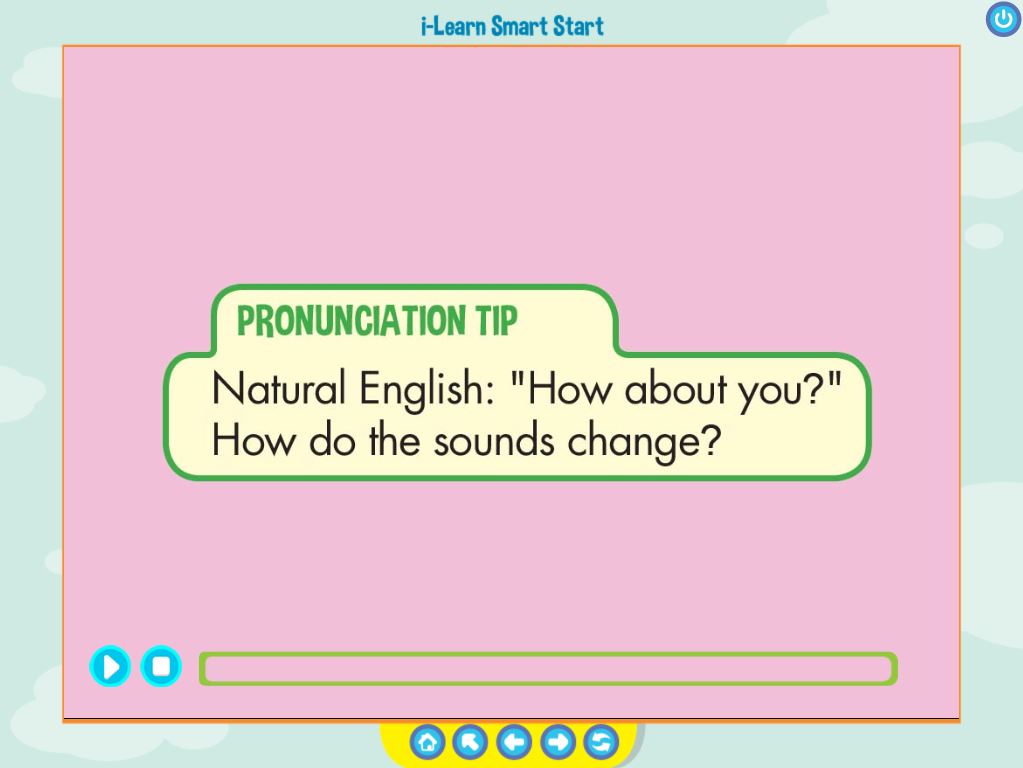 i-Learn Smart Start
PRONUNCIATION TIP
Natural English: "How about you?"
How do the sounds change?